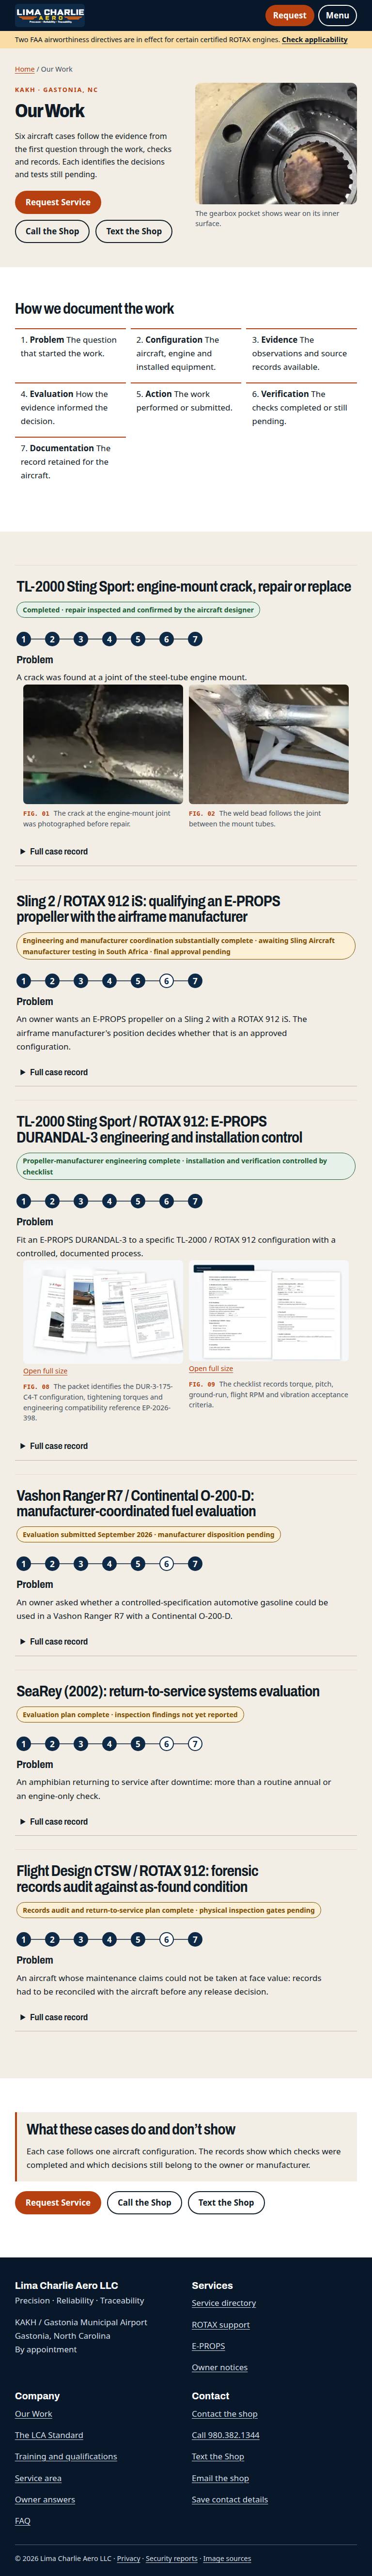 LIMA CHARLIE
AERO LLC
Precision · Reliability · Traceability
Request
Menu
Two FAA airworthiness directives are in effect for certain certified ROTAX engines. Check applicability
Home / Our Work
KAKH · GASTONIA, NC
Our Work
Six aircraft cases follow the evidence from
the first question through the work, checks
and records. Each identifies the decisions
and tests still pending.
Request Service
Call the Shop
Text the Shop
The gearbox pocket shows wear on its inner
surface.
How we document the work
1. Problem The question
that started the work.
2. Configuration The
aircraft, engine and
installed equipment.
3. Evidence The
observations and source
records available.
4. Evaluation How the
evidence informed the
decision.
5. Action The work
performed or submitted.
6. Verification The
checks completed or still
pending.
7. Documentation The
record retained for the
aircraft.
TL-2000 Sting Sport: engine-mount crack, repair or replace
Completed · repair inspected and confirmed by the aircraft designer
1 2 3 4 5 6 7
Problem
A crack was found at a joint of the steel-tube engine mount.
FIG. 01 The crack at the engine-mount joint
was photographed before repair.
FIG. 02 The weld bead follows the joint
between the mount tubes.
Full case record
Sling 2 / ROTAX 912 iS: qualifying an E-PROPS
propeller with the airframe manufacturer
Engineering and manufacturer coordination substantially complete · awaiting Sling Aircraft
manufacturer testing in South Africa · final approval pending
1 2 3 4 5 6 7
Problem
An owner wants an E-PROPS propeller on a Sling 2 with a ROTAX 912 iS. The
airframe manufacturer's position decides whether that is an approved
configuration.
Full case record
TL-2000 Sting Sport / ROTAX 912: E-PROPS
DURANDAL-3 engineering and installation control
Propeller-manufacturer engineering complete · installation and verification controlled by
checklist
1 2 3 4 5 6 7
Problem
Fit an E-PROPS DURANDAL-3 to a specific TL-2000 / ROTAX 912 configuration with a
controlled, documented process.
Open full size
FIG. 08 The packet identifies the DUR-3-175-
C4-T configuration, tightening torques and
engineering compatibility reference EP-2026-
398.
Open full size
FIG. 09 The checklist records torque, pitch,
ground-run, flight RPM and vibration acceptance
criteria.
Full case record
Vashon Ranger R7 / Continental O-200-D:
manufacturer-coordinated fuel evaluation
Evaluation submitted September 2026 · manufacturer disposition pending
1 2 3 4 5 6 7
Problem
An owner asked whether a controlled-specification automotive gasoline could be
used in a Vashon Ranger R7 with a Continental O-200-D.
Full case record
SeaRey (2002): return-to-service systems evaluation
Evaluation plan complete · inspection findings not yet reported
1 2 3 4 5 6 7
Problem
An amphibian returning to service after downtime: more than a routine annual or
an engine-only check.
Full case record
Flight Design CTSW / ROTAX 912: forensic
records audit against as-found condition
Records audit and return-to-service plan complete · physical inspection gates pending
1 2 3 4 5 6 7
Problem
An aircraft whose maintenance claims could not be taken at face value: records
had to be reconciled with the aircraft before any release decision.
Full case record
What these cases do and don't show
Each case follows one aircraft configuration. The records show which checks were
completed and which decisions still belong to the owner or manufacturer.
Request Service
Call the Shop
Text the Shop
Lima Charlie Aero LLC
Precision · Reliability · Traceability
KAKH / Gastonia Municipal Airport
Gastonia, North Carolina
By appointment
Services
Service directory
ROTAX support
E-PROPS
Owner notices
Company
Our Work
The LCA Standard
Training and qualifications
Service area
Owner answers
FAQ
Contact
Contact the shop
Call 980.382.1344
Text the Shop
Email the shop
Save contact details
© 2026 Lima Charlie Aero LLC · Privacy · Security reports · Image sources